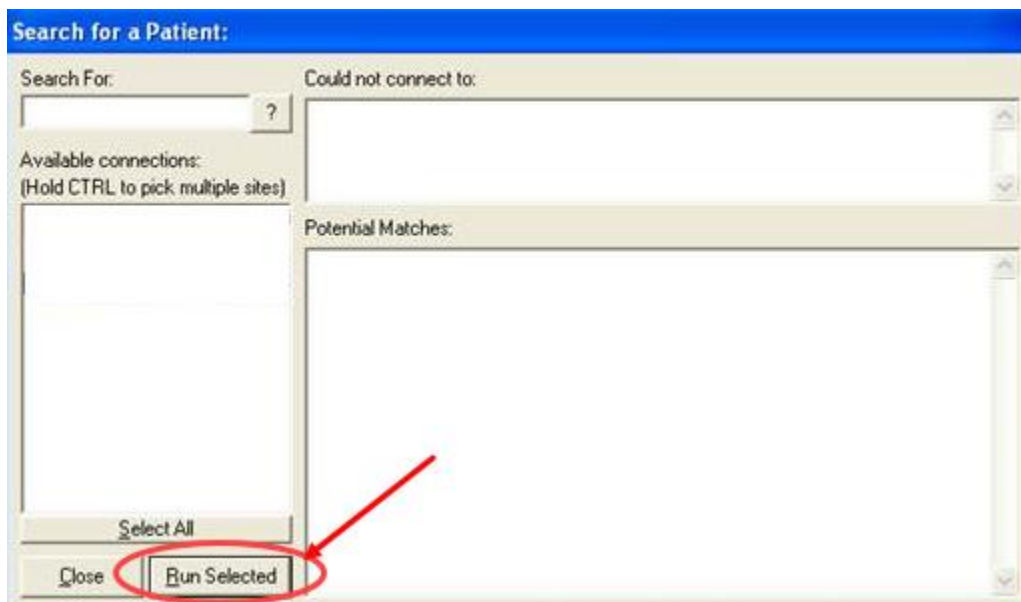 Search for a Patient:
Search For:
?
Available connections:
(Hold CTRL to pick multiple sites)
Select All
Close
Run Selected
Could not connect to:
Potential Matches: